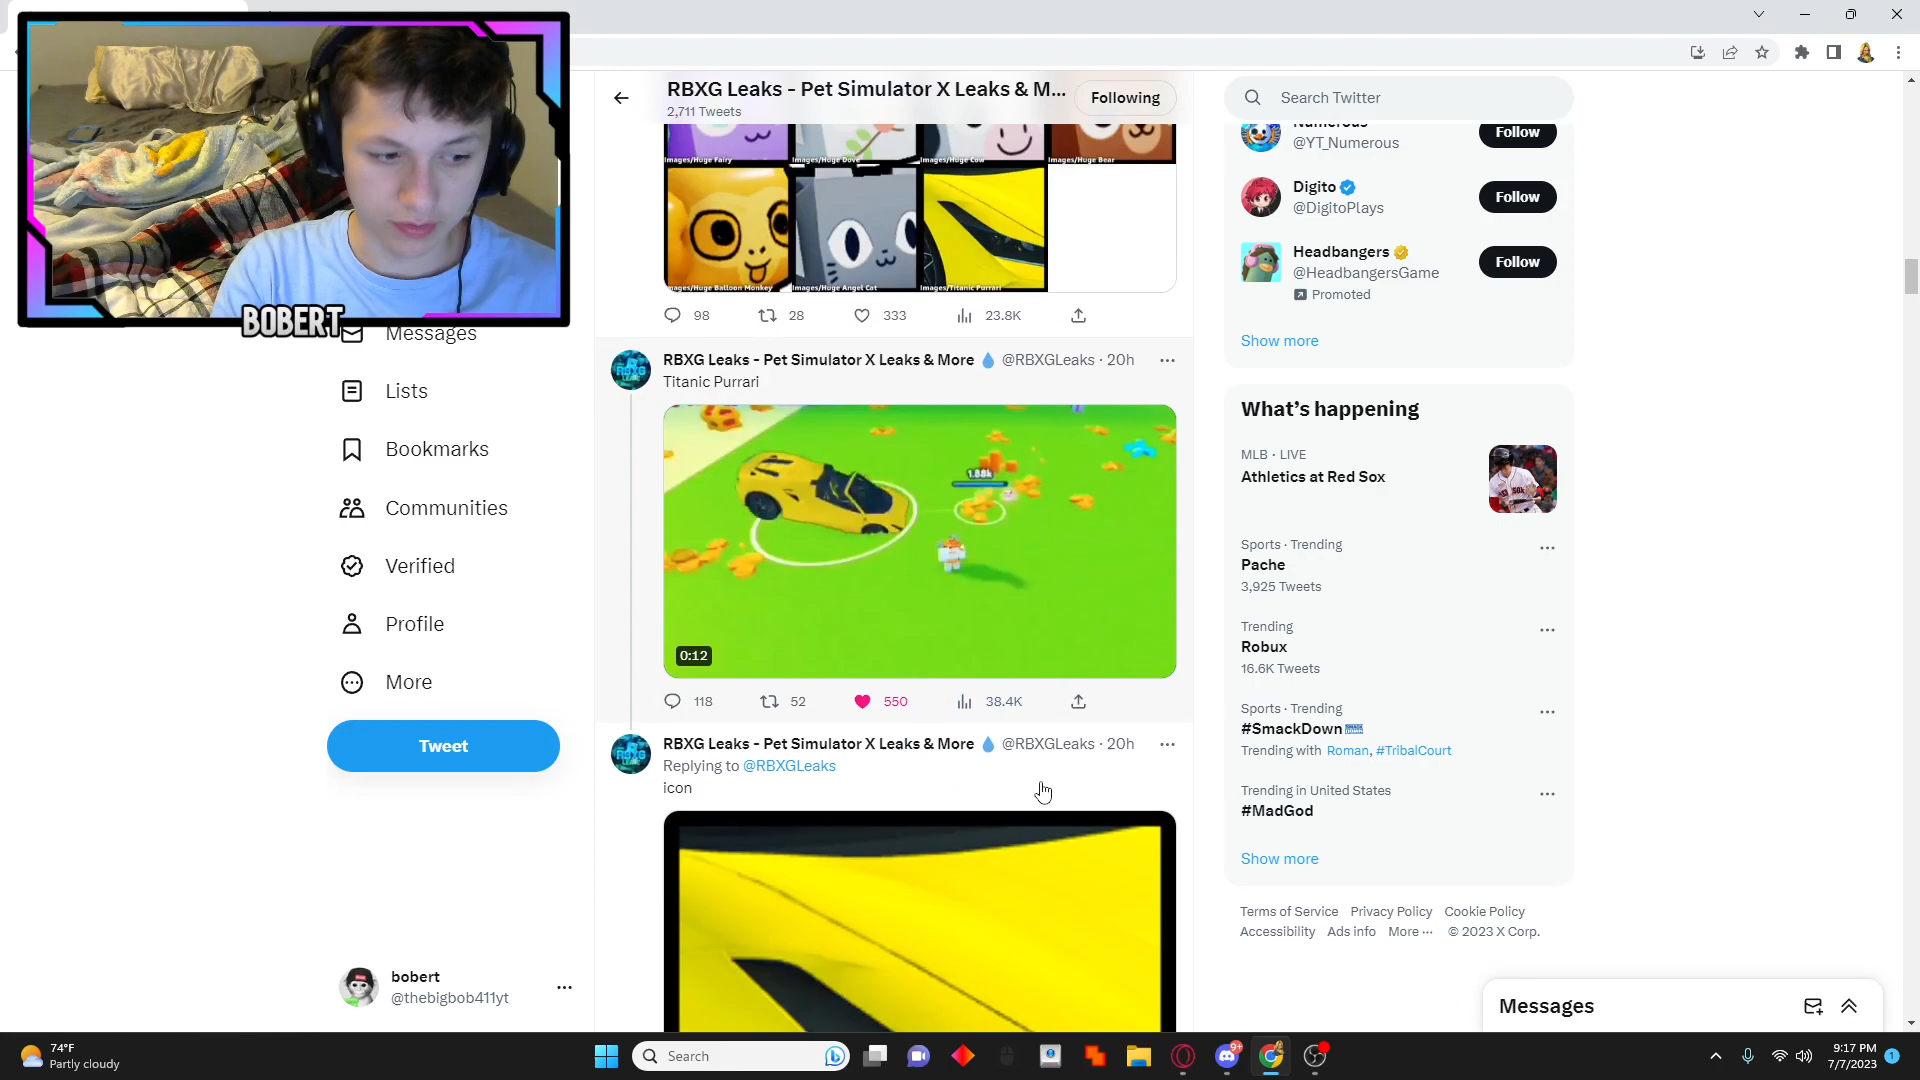 BOBERT
RBXG Leaks - Pet Simulator X Leaks & M...
2,711 Tweets
Following
Images/Huge Fairy
Images/Huge Dove
Images/Huge Cow
Images/Huge Bear
Images/Huge Balloon Monkey
Images/Huge Angel Cat
Images/Titanic Purrari
98
28
333
23.8K
RBXG Leaks - Pet Simulator X Leaks & More @RBXGLeaks · 20h
Titanic Purrari
1.88k
0:12
118
52
550
38.4K
RBXG Leaks - Pet Simulator X Leaks & More @RBXGLeaks · 20h
Replying to @RBXGLeaks
icon
Messages
Lists
Bookmarks
Communities
Verified
Profile
More
Tweet
bobert
@thebigbob411yt
Search Twitter
Numerous
@YT_Numerous
Follow
Digito
@DigitoPlays
Follow
Headbangers
@HeadbangersGame
Promoted
Follow
Show more
What's happening
MLB · LIVE
Athletics at Red Sox
Sports · Trending
Pache
3,925 Tweets
Trending
Robux
16.6K Tweets
Sports · Trending
#SmackDown
Trending with Roman, #TribalCourt
Trending in United States
#MadGod
Show more
Terms of Service Privacy Policy Cookie Policy
Accessibility Ads info More ··· © 2023 X Corp.
Messages
74°F
Partly cloudy
Search
9+
9:17 PM
7/7/2023
1